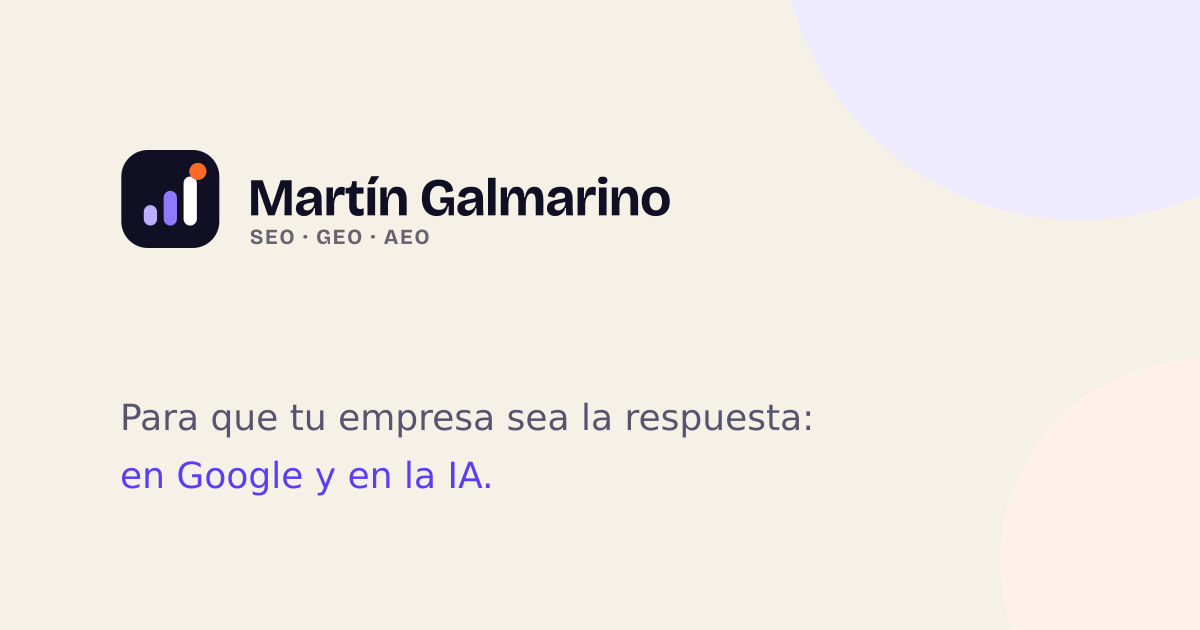 Martín Galmarino
SEO · GEO · AEO
Para que tu empresa sea la respuesta:
en Google y en la IA.